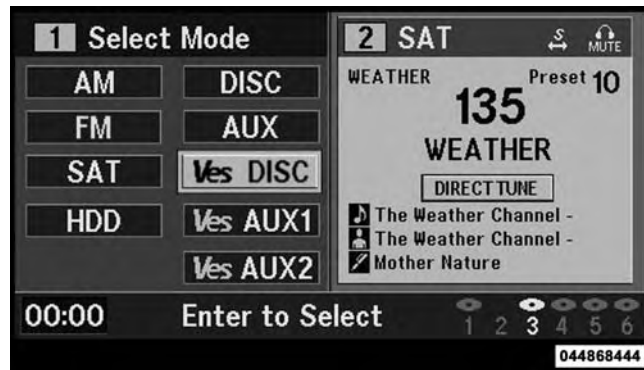 1 Select Mode
AM
DISC
FM
AUX
SAT
Ves DISC
HDD
Ves AUX1
Ves AUX2
2 SAT
S
MUTE
WEATHER
Preset 10
135
WEATHER
DIRECT TUNE
The Weather Channel -
The Weather Channel -
Mother Nature
00:00
Enter to Select
1 2 3 4 5 6
044868444